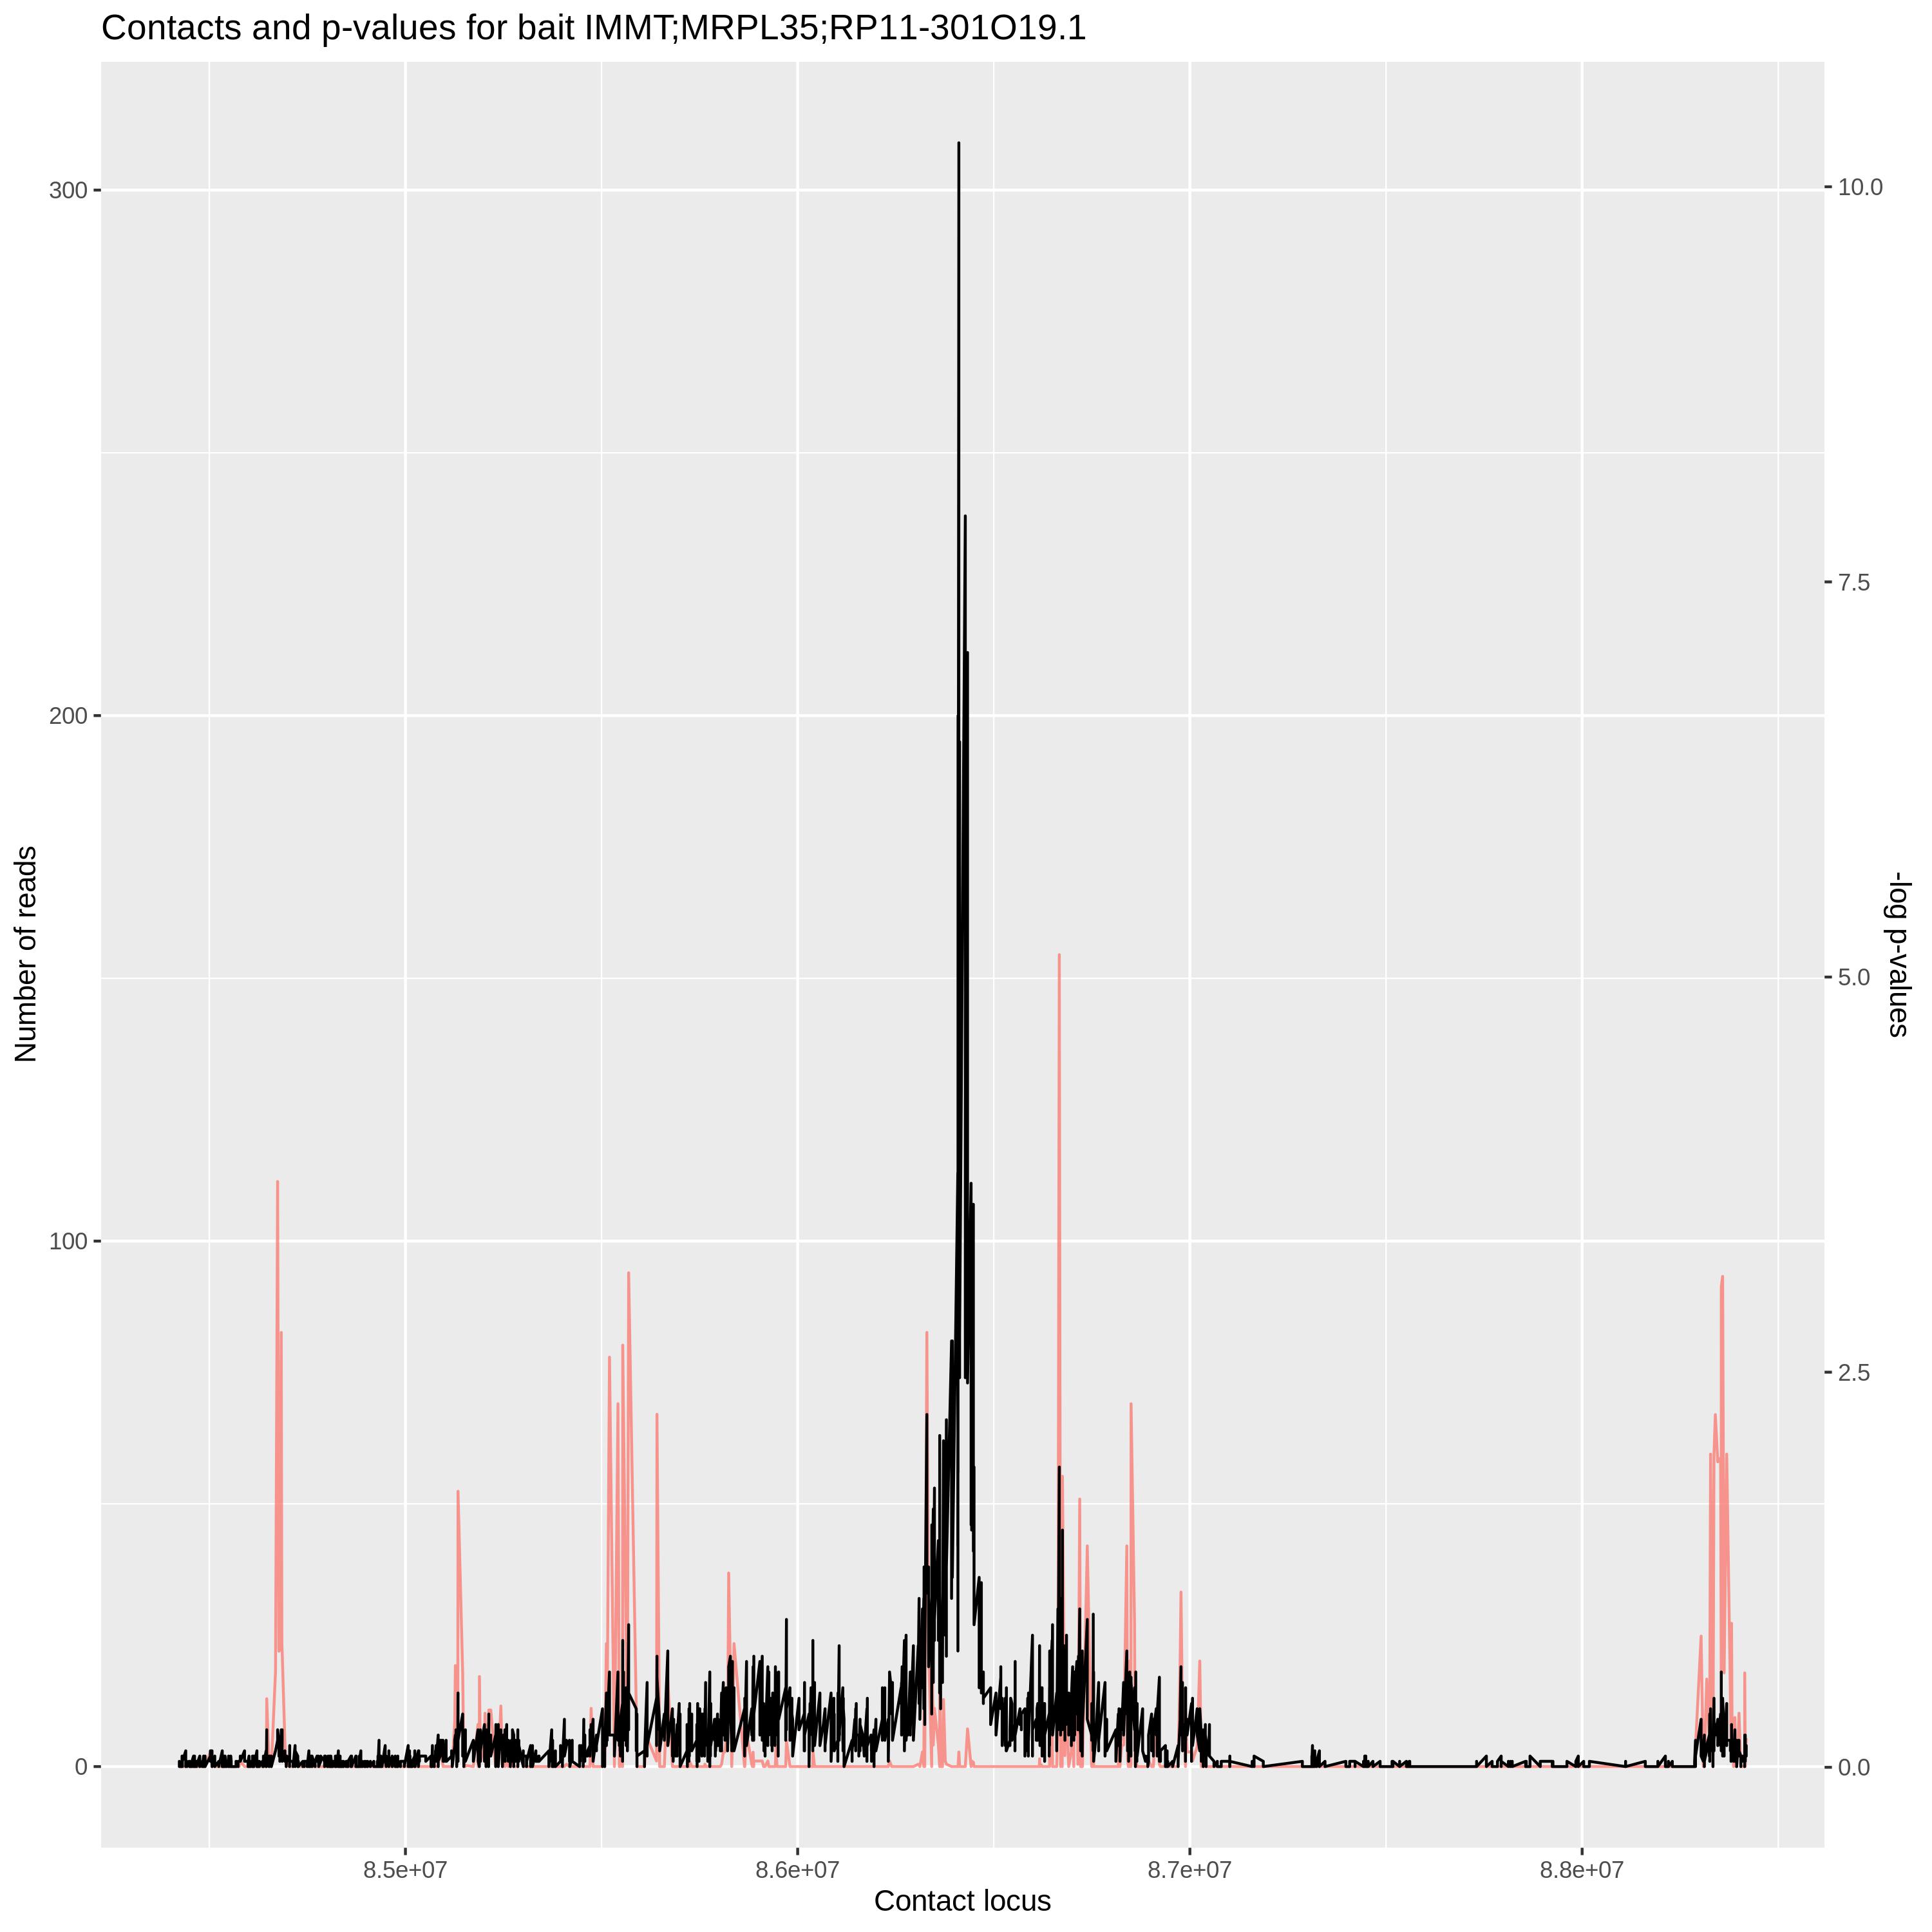 Contacts and p-values for bait IMMT;MRPL35;RP11-301O19.1
300
200
100
0
Number of reads
10.0
7.5
5.0
2.5
0.0
-log p-values
8.5e+07
8.6e+07
8.7e+07
8.8e+07
Contact locus